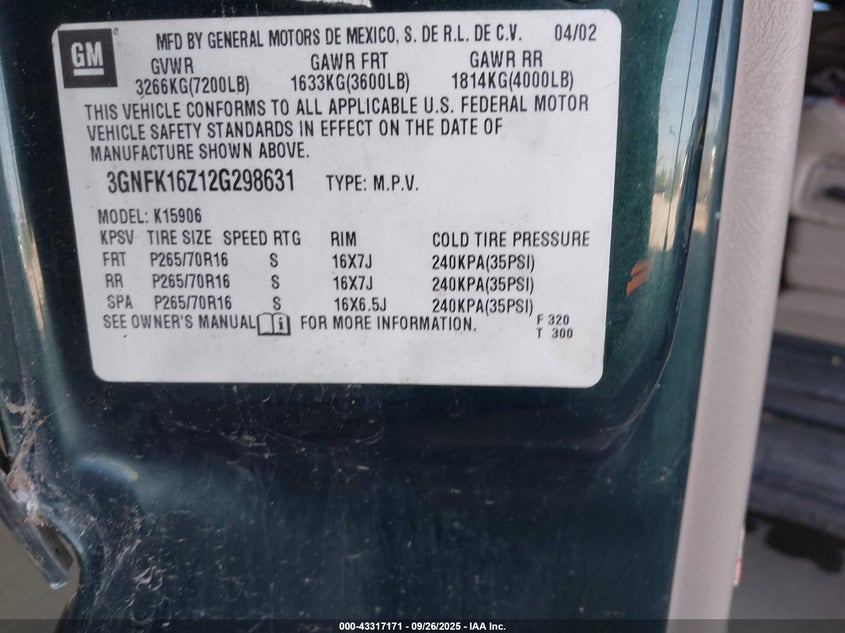 GM
MFD BY GENERAL MOTORS DE MEXICO, S. DE R.L. DE C.V. 04/02
GVWR GAWR FRT GAWR RR
3266KG(7200LB) 1633KG(3600LB) 1814KG(4000LB)
THIS VEHICLE CONFORMS TO ALL APPLICABLE U.S. FEDERAL MOTOR
VEHICLE SAFETY STANDARDS IN EFFECT ON THE DATE OF
MANUFACTURE SHOWN ABOVE.
3GNFK16Z12G298631 TYPE: M.P.V.
MODEL: K15906
KPSV TIRE SIZE SPEED RTG RIM COLD TIRE PRESSURE
FRT P265/70R16 S 16X7J 240KPA(35PSI)
RR P265/70R16 S 16X7J 240KPA(35PSI)
SPA P265/70R16 S 16X6.5J 240KPA(35PSI)
SEE OWNER'S MANUAL i FOR MORE INFORMATION. F 320
T 300
000-43317171 — 09/26/2025 — IAA Inc.